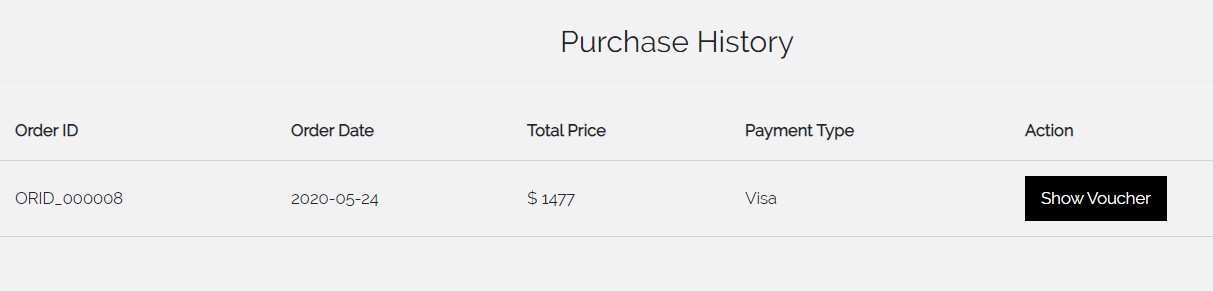 Purchase History
Order ID Order Date Total Price Payment Type Action
ORID_000008 2020-05-24 $ 1477 Visa Show Voucher